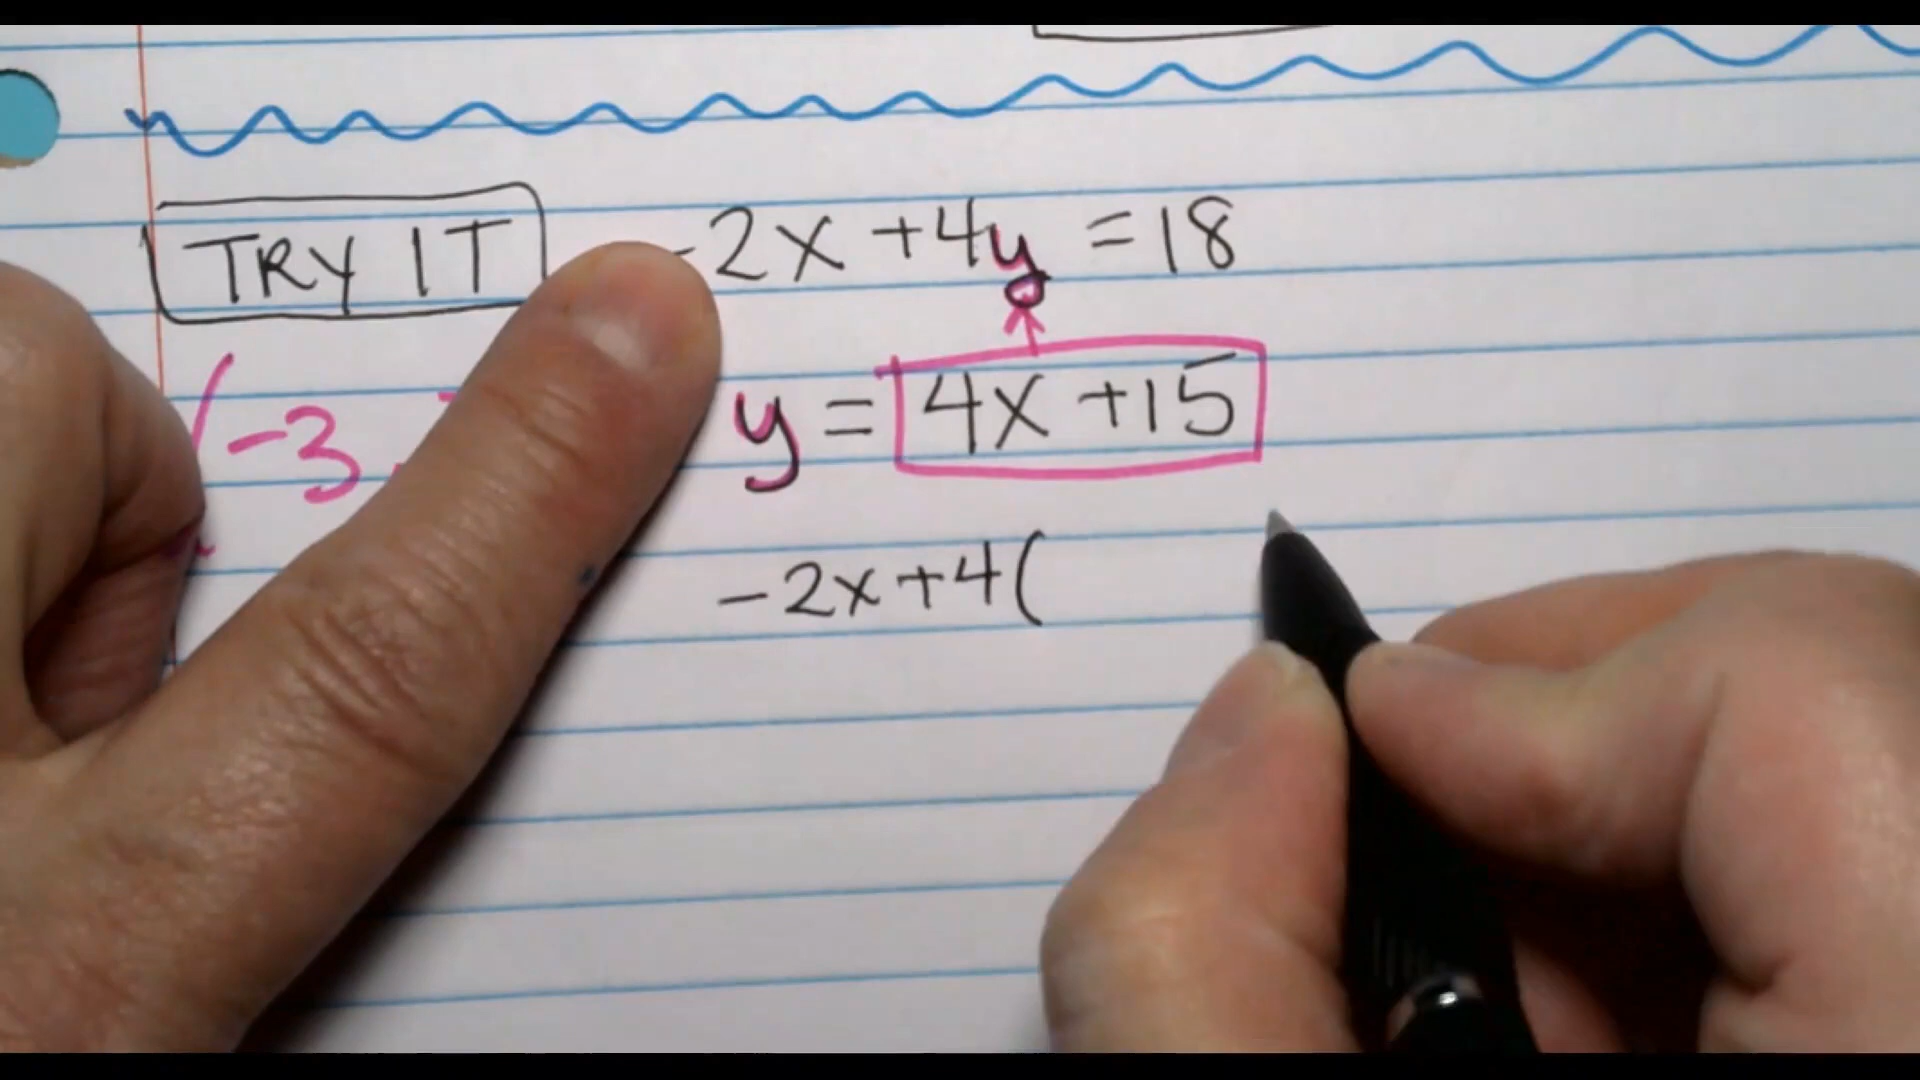 TRY IT -2x + 4y = 18
(-3,
y = 4x + 15
-2x + 4(